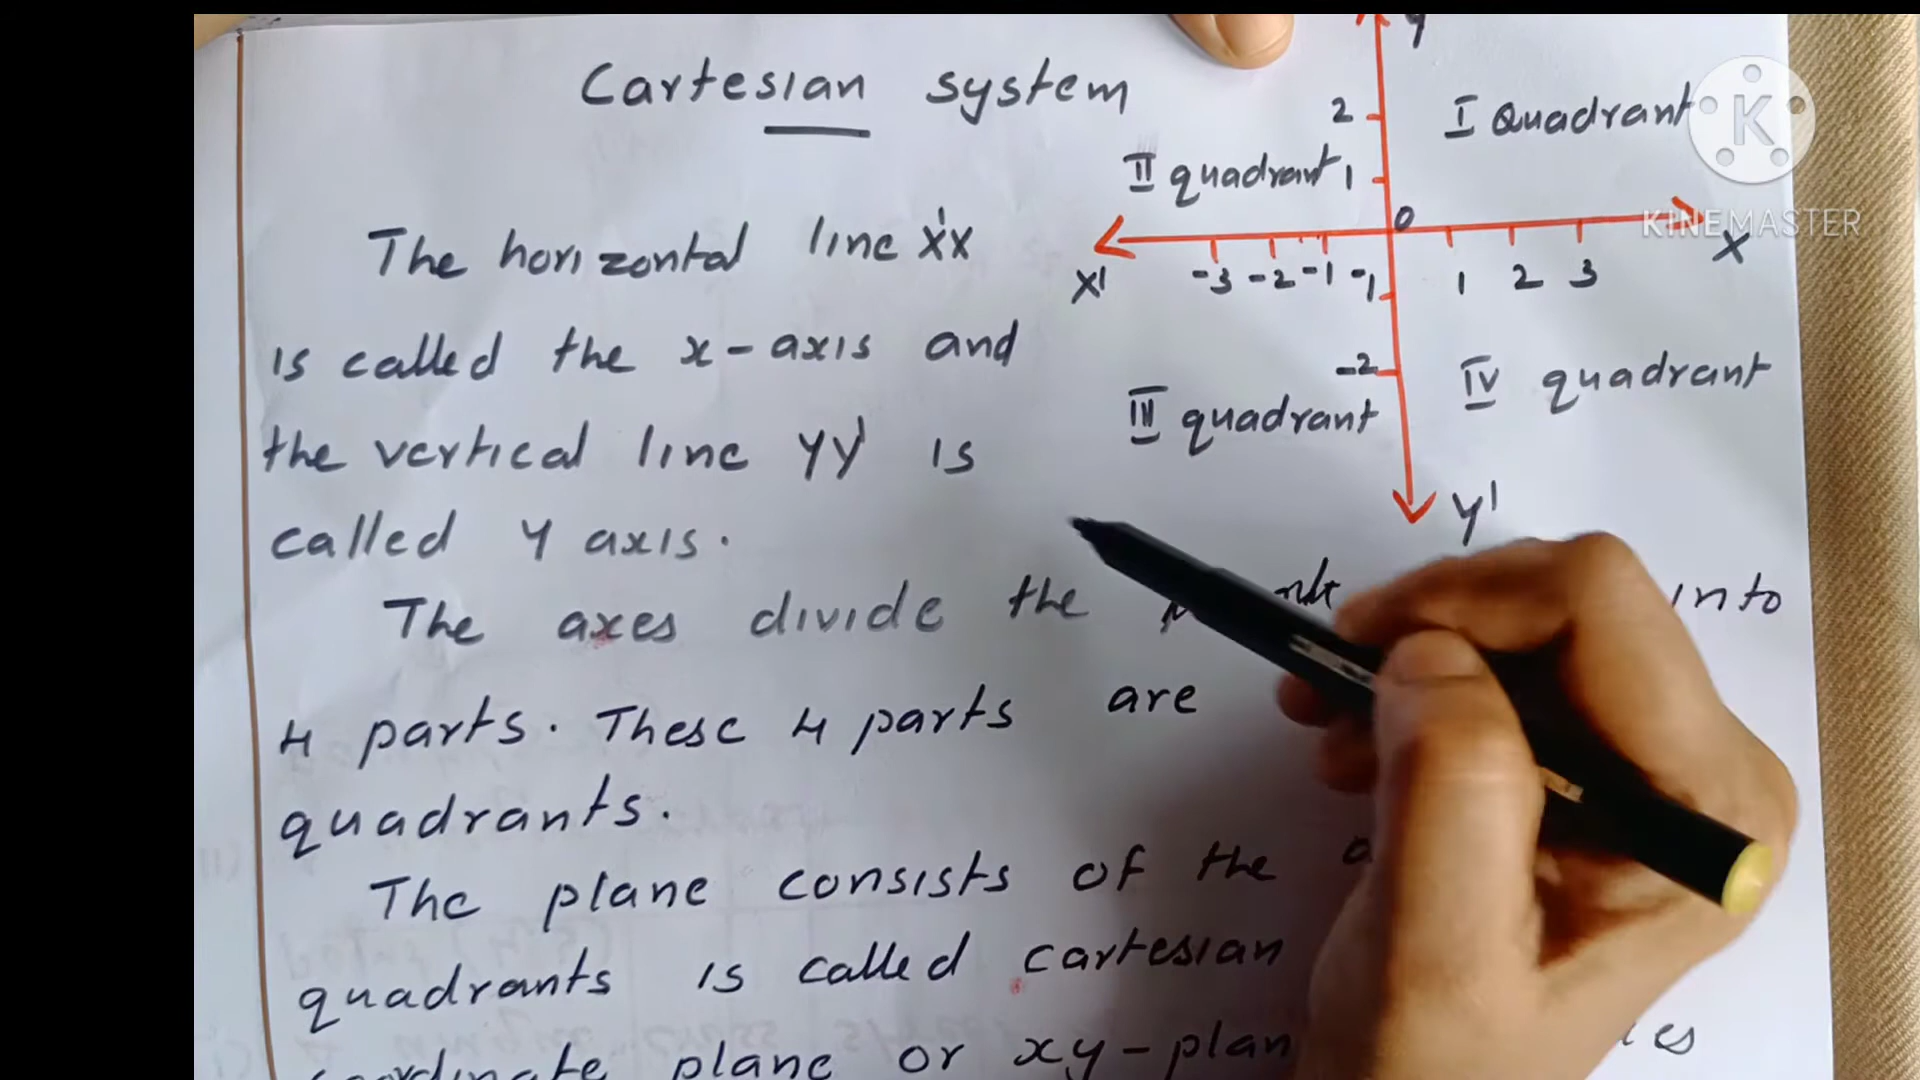 Cartesian system
The horizontal line X'X
is called the x-axis and
the vertical line YY' is
called Y axis.
The axes divide the into
4 parts. These 4 parts are
quadrants.
The plane consists of the
quadrants is called cartesian
coordinate plane or xy-plan
Y
2
I Quadrant
II quadrant 1
0
X' -3 -2 -1 -1 1 2 3 X
-2
III quadrant
IV quadrant
Y'
K
KINEMASTER